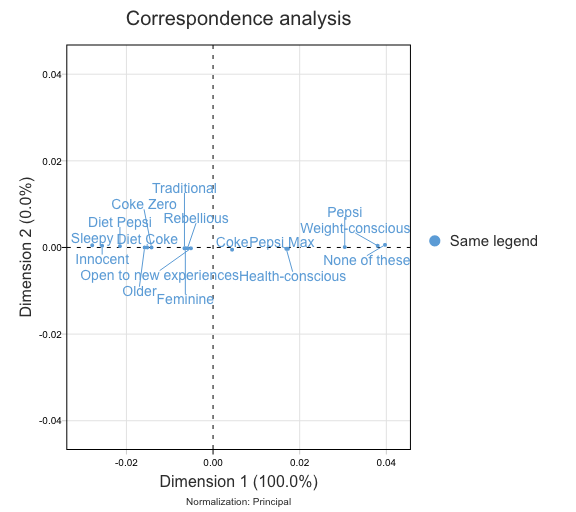 Correspondence analysis
0.04
0.02
Traditional
Coke Zero
Pepsi
Diet Pepsi
Rebellious
Weight-conscious
Sleepy
Diet Coke
Coke
Pepsi Max
Same legend
0.00
Innocent
None of these
Open to new experiences
Health-conscious
Older
Feminine
-0.02
-0.04
Dimension 2 (0.0%)
-0.02
0.00
0.02
0.04
Dimension 1 (100.0%)
Normalization: Principal